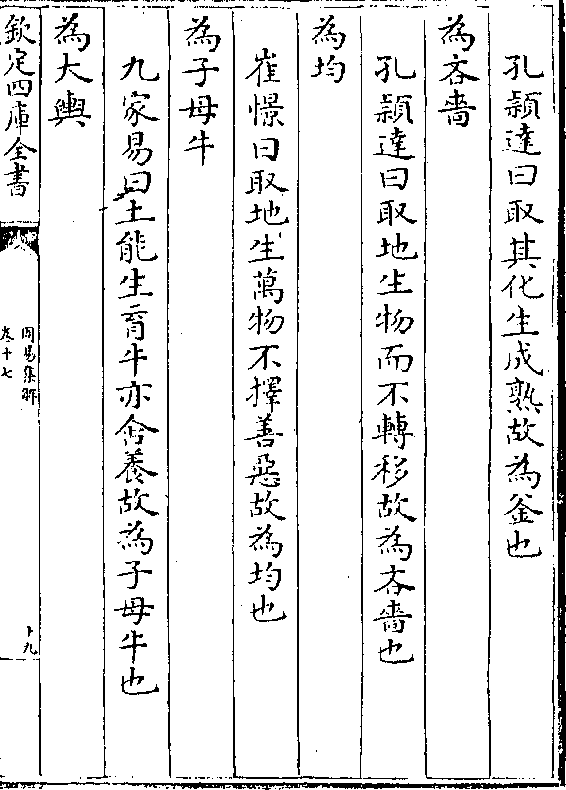 孔穎達曰取其化生成熟故為釜也
為吝嗇
孔穎達曰取地生物而不轉移故為吝嗇也
為均
崔憬曰取地生萬物不擇善惡故為均也
為子母牛
九家易曰土能生育牛亦含養故為子母牛也
為大輿
欽定四庫全書
周易集解
卷十七
十九